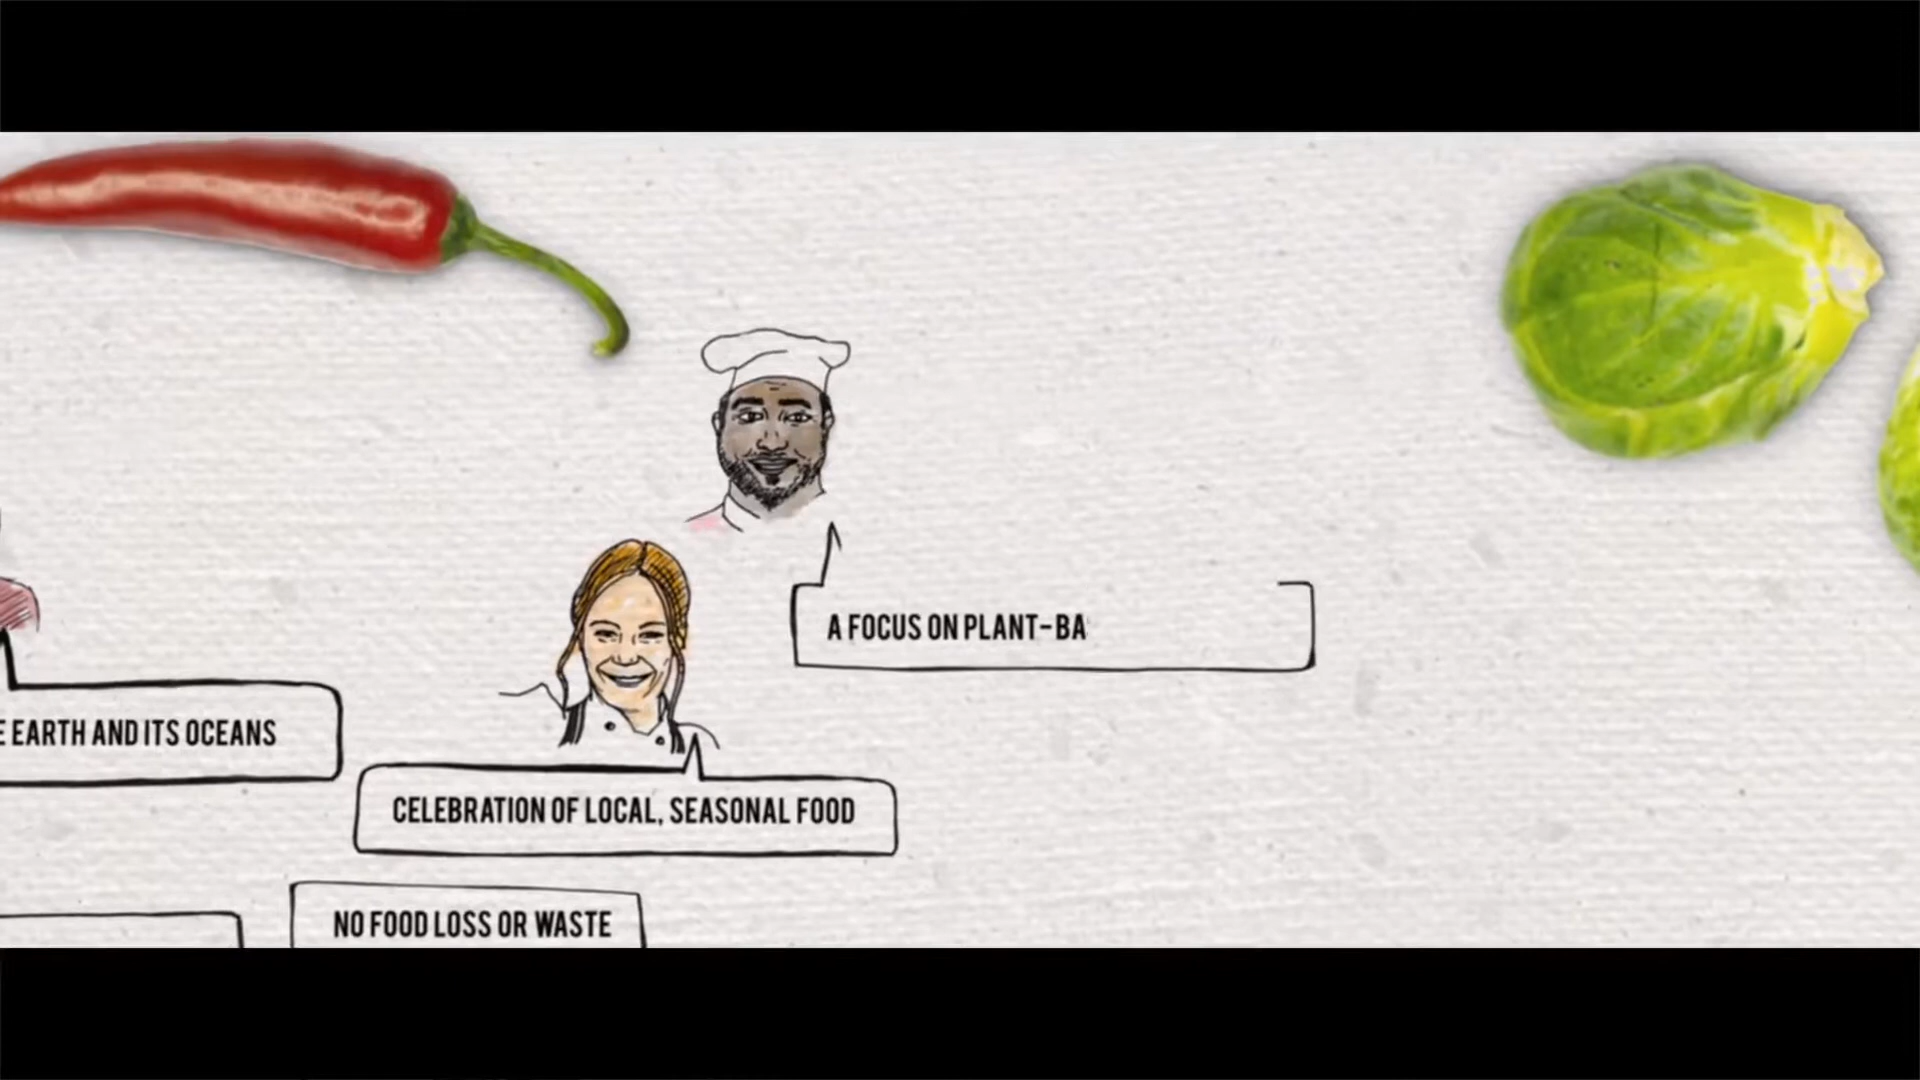 A FOCUS ON PLANT-BA
EARTH AND ITS OCEANS
CELEBRATION OF LOCAL, SEASONAL FOOD
NO FOOD LOSS OR WASTE